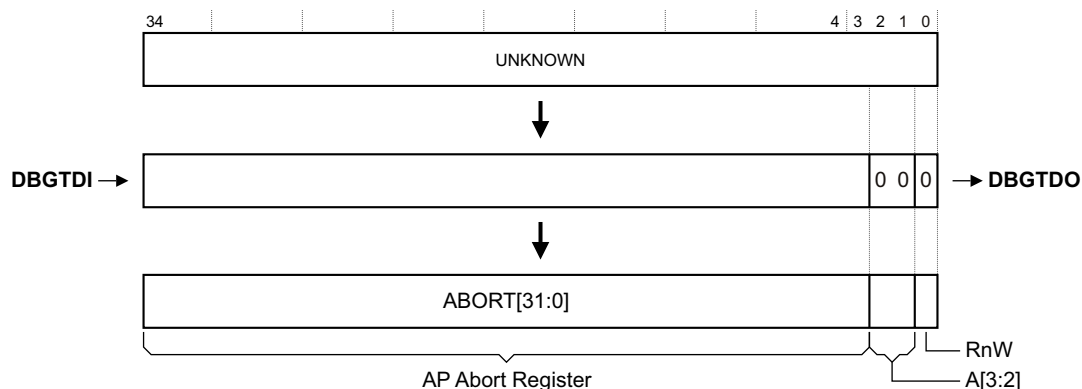 34 4 3 2 1 0
UNKNOWN
DBGTDI 0 0 0 DBGTDO
ABORT[31:0]
RnW
AP Abort Register A[3:2]